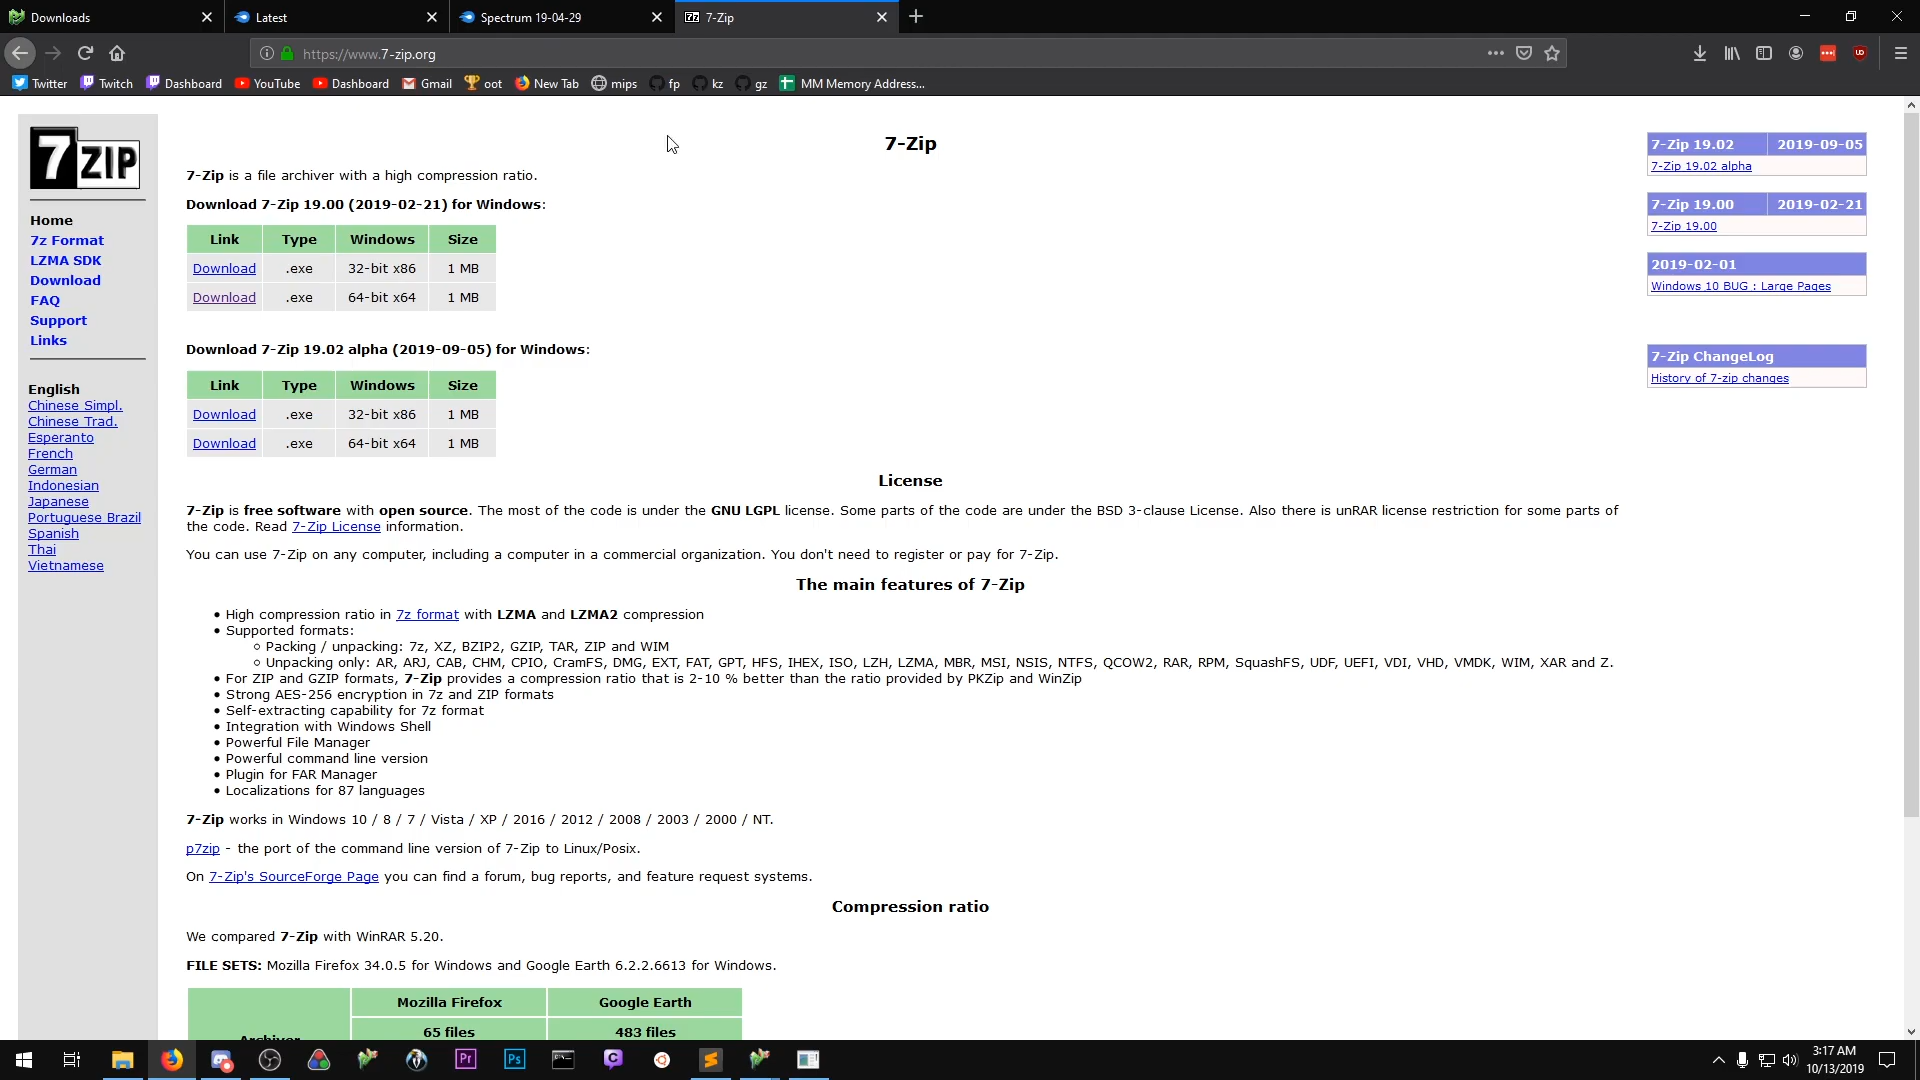 Downloads
Latest
Spectrum 19-04-29
7-Zip
https://www.7-zip.org
Twitter
Twitch
Dashboard
YouTube
Dashboard
Gmail
oot
New Tab
mips
fp
kz
gz
MM Memory Address...
7 ZIP
Home
7z Format
LZMA SDK
Download
FAQ
Support
Links
English
Chinese Simpl.
Chinese Trad.
Esperanto
French
German
Indonesian
Japanese
Portuguese Brazil
Spanish
Thai
Vietnamese
7-Zip
7-Zip is a file archiver with a high compression ratio.
Download 7-Zip 19.00 (2019-02-21) for Windows:
Link Type Windows Size
Download .exe 32-bit x86 1 MB
Download .exe 64-bit x64 1 MB
Download 7-Zip 19.02 alpha (2019-09-05) for Windows:
Link Type Windows Size
Download .exe 32-bit x86 1 MB
Download .exe 64-bit x64 1 MB
License
7-Zip is free software with open source. The most of the code is under the GNU LGPL license. Some parts of the code are under the BSD 3-clause License. Also there is unRAR license restriction for some parts of
the code. Read 7-Zip License information.
You can use 7-Zip on any computer, including a computer in a commercial organization. You don't need to register or pay for 7-Zip.
The main features of 7-Zip
• High compression ratio in 7z format with LZMA and LZMA2 compression
• Supported formats:
○ Packing / unpacking: 7z, XZ, BZIP2, GZIP, TAR, ZIP and WIM
○ Unpacking only: AR, ARJ, CAB, CHM, CPIO, CramFS, DMG, EXT, FAT, GPT, HFS, IHEX, ISO, LZH, LZMA, MBR, MSI, NSIS, NTFS, QCOW2, RAR, RPM, SquashFS, UDF, UEFI, VDI, VHD, VMDK, WIM, XAR and Z.
• For ZIP and GZIP formats, 7-Zip provides a compression ratio that is 2-10 % better than the ratio provided by PKZip and WinZip
• Strong AES-256 encryption in 7z and ZIP formats
• Self-extracting capability for 7z format
• Integration with Windows Shell
• Powerful File Manager
• Powerful command line version
• Plugin for FAR Manager
• Localizations for 87 languages
7-Zip works in Windows 10 / 8 / 7 / Vista / XP / 2016 / 2012 / 2008 / 2003 / 2000 / NT.
p7zip - the port of the command line version of 7-Zip to Linux/Posix.
On 7-Zip's SourceForge Page you can find a forum, bug reports, and feature request systems.
Compression ratio
We compared 7-Zip with WinRAR 5.20.
FILE SETS: Mozilla Firefox 34.0.5 for Windows and Google Earth 6.2.2.6613 for Windows.
Mozilla Firefox Google Earth
65 files 483 files
Archiver
7-Zip 19.02 2019-09-05
7-Zip 19.02 alpha
7-Zip 19.00 2019-02-21
7-Zip 19.00
2019-02-01
Windows 10 BUG : Large Pages
7-Zip ChangeLog
History of 7-zip changes
Pr
Ps
3:17 AM
10/13/2019